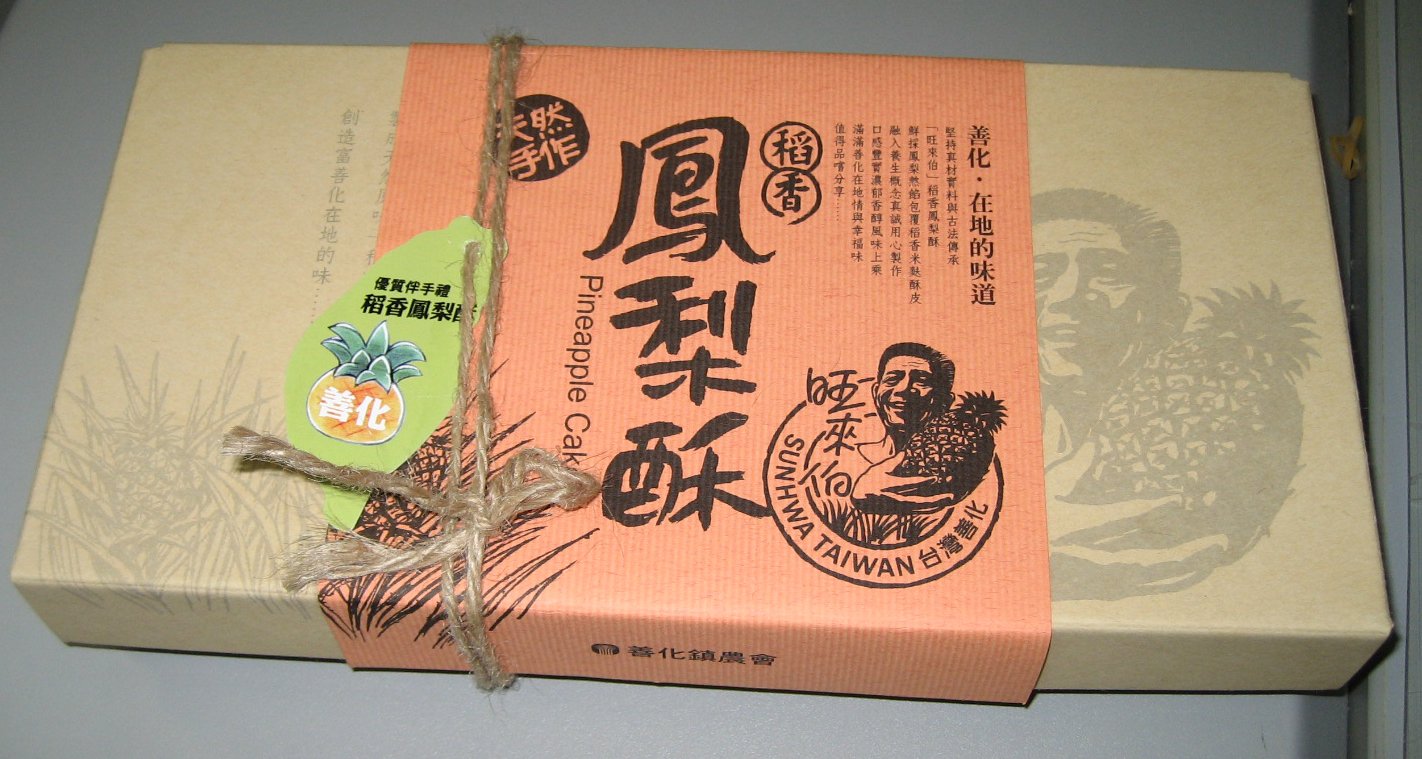 善化・在地的味道
堅持真材實料與古法傳承
「旺來伯」稻香鳳梨酥
鮮採鳳梨熬餡包覆稻香米麩酥皮
融入養生概念真誠用心製作
口感豐實濃郁香醇風味上乘
滿滿善化在地情與幸福味
值得品嚐分享……
稻香
鳳梨酥
Pineapple Cak
天然
手作
旺來伯
SUNHWA TAIWAN 台灣善化
優質伴手禮
稻香鳳梨酥
善化
創造富善化在地的味……
善化鎮農會